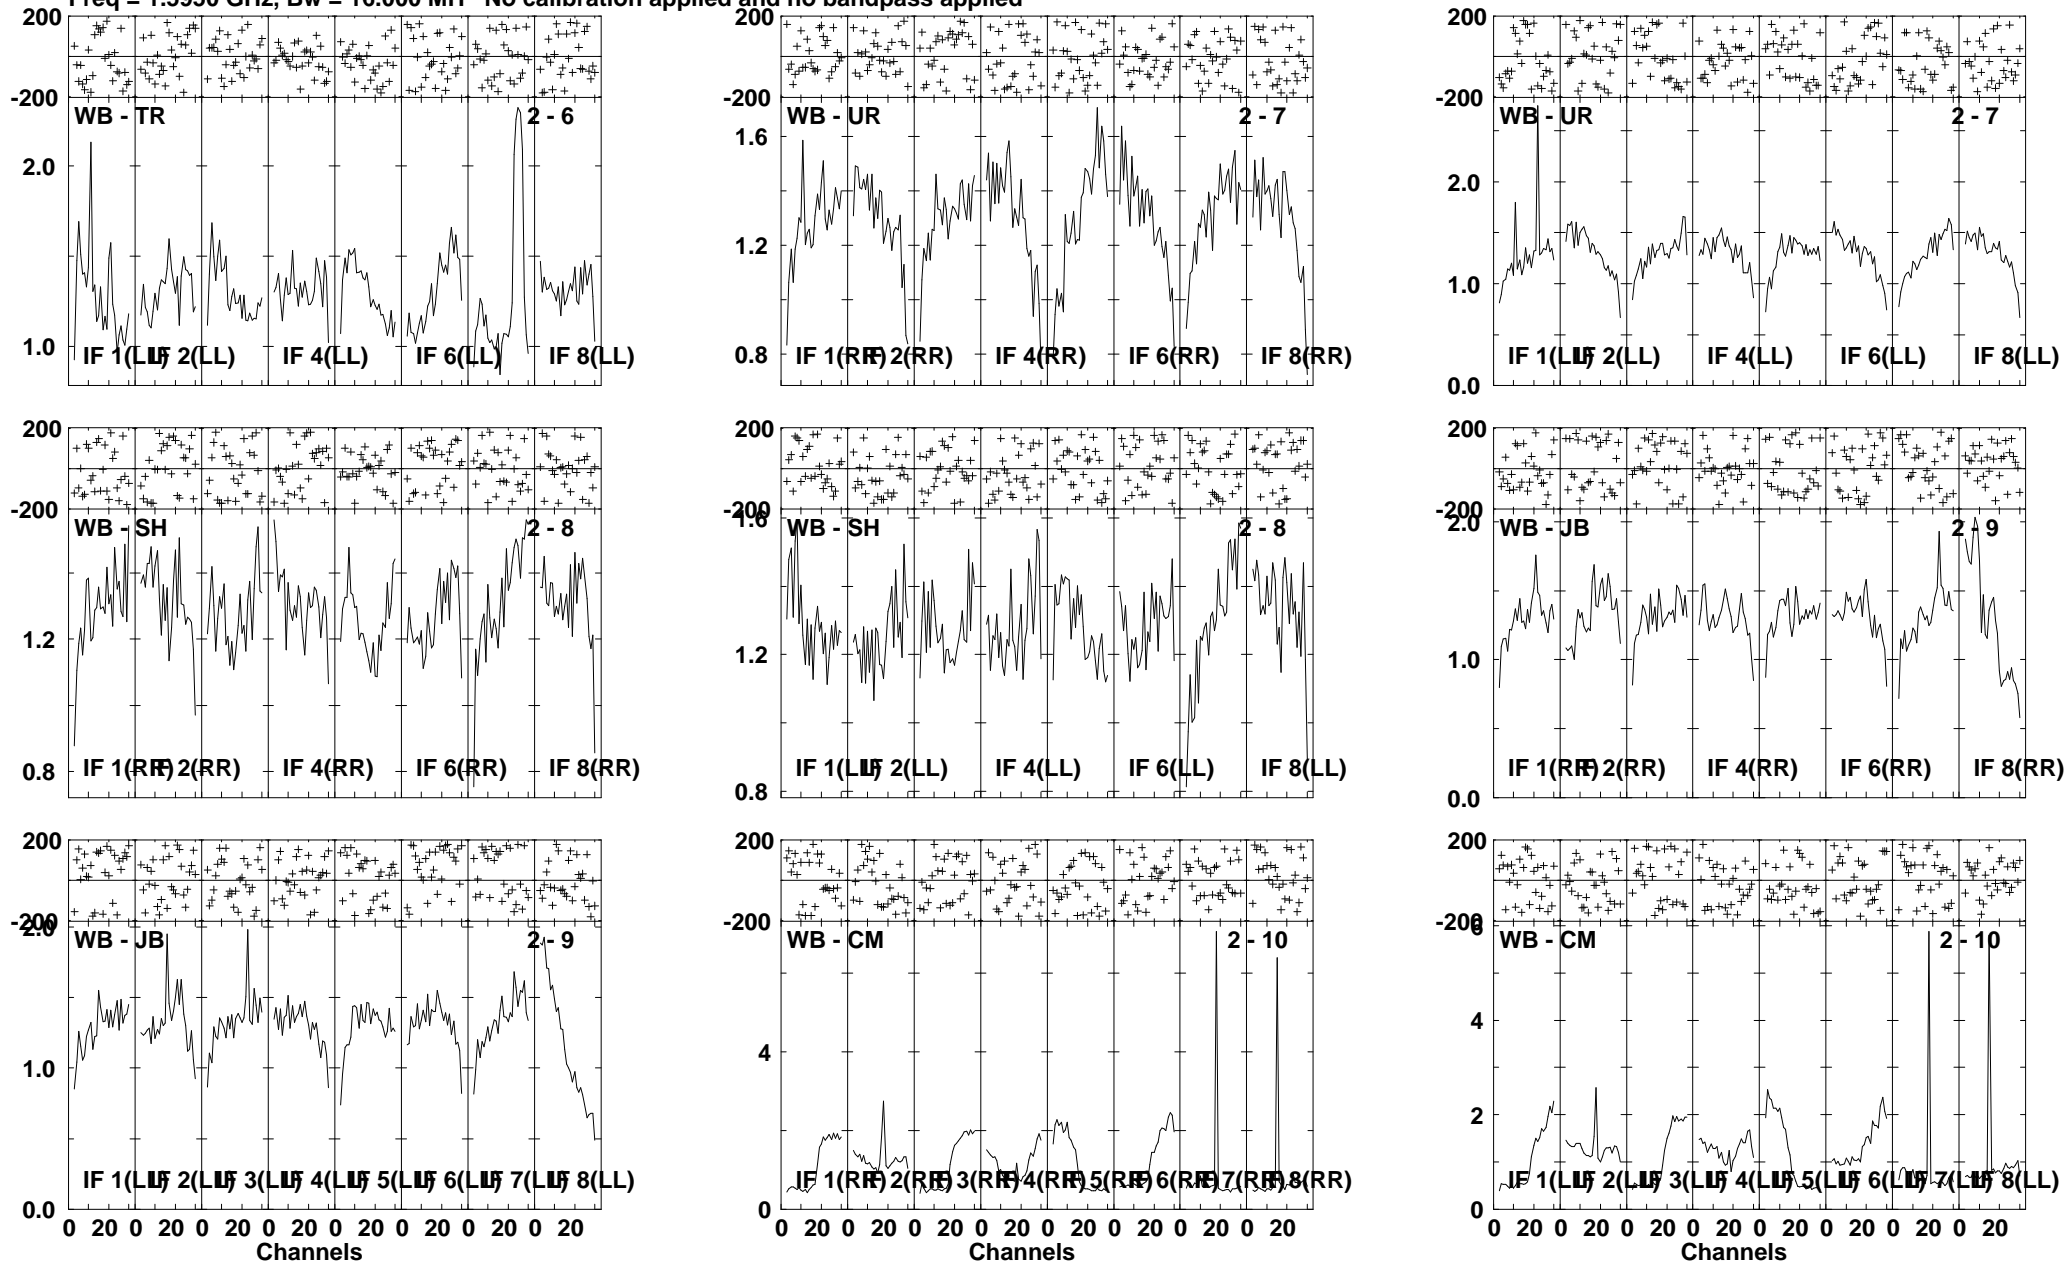 Freq = GHz, Bw = 16.000 MH No calibration applied and no bandpass applied
200
-200
WB - TR
2 - 6
2.0
1.0
IF 1(LL) IF 2(LL) IF 4(LL) IF 6(LL) IF 8(LL)
200
-200
WB - UR
2 - 7
1.6
1.2
0.8
IF 1(RR) IF 2(RR) IF 4(RR) IF 6(RR) IF 8(RR)
200
-200
WB - UR
2 - 7
2.0
1.0
0.0
IF 1(LL) IF 2(LL) IF 4(LL) IF 6(LL) IF 8(LL)
200
-200
WB - SH
2 - 8
1.2
0.8
IF 1(RR) IF 2(RR) IF 4(RR) IF 6(RR) IF 8(RR)
200
-200
1.6
WB - SH
2 - 8
1.2
0.8
IF 1(LL) IF 2(LL) IF 4(LL) IF 6(LL) IF 8(LL)
200
-200
2.0
WB - JB
2 - 9
1.0
0.0
IF 1(RR) IF 2(RR) IF 4(RR) IF 6(RR) IF 8(RR)
200
-200
2.0
WB - JB
2 - 9
1.0
0.0
IF 1(LL) IF 2(LL) IF 3(LL) IF 4(LL) IF 5(LL) IF 6(LL) IF 7(LL) IF 8(LL)
0 20 0 20 0 20 0 20 0 20 0 20 0 20 0 20
Channels
200
-200
WB - CM
2 - 10
4
0
IF 1(RR) IF 2(RR) IF 3(RR) IF 4(RR) IF 5(RR) IF 6(RR) IF 7(RR) IF 8(RR)
0 20 0 20 0 20 0 20 0 20 0 20 0 20 0 20
Channels
200
-200
6
WB - CM
2 - 10
4
2
0
IF 1(LL) IF 2(LL) IF 3(LL) IF 4(LL) IF 5(LL) IF 6(LL) IF 7(LL) IF 8(LL)
0 20 0 20 0 20 0 20 0 20 0 20 0 20 0 20
Channels